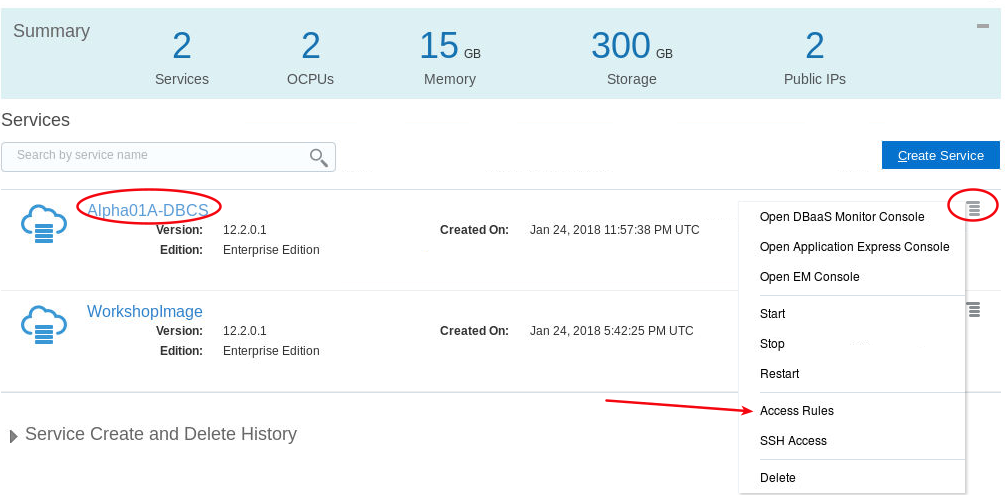 Summary
2
2
15 GB
300 GB
2
Services
OCPUs
Memory
Storage
Public IPs
Services
Search by service name
Create Service
Alpha01A-DBCS
Version: 12.2.0.1
Created On: Jan 24, 2018 11:57:38 PM UTC
Edition: Enterprise Edition
WorkshopImage
Version: 12.2.0.1
Created On: Jan 24, 2018 5:42:25 PM UTC
Edition: Enterprise Edition
Open DBaaS Monitor Console
Open Application Express Console
Open EM Console
Start
Stop
Restart
Access Rules
SSH Access
Delete
Service Create and Delete History